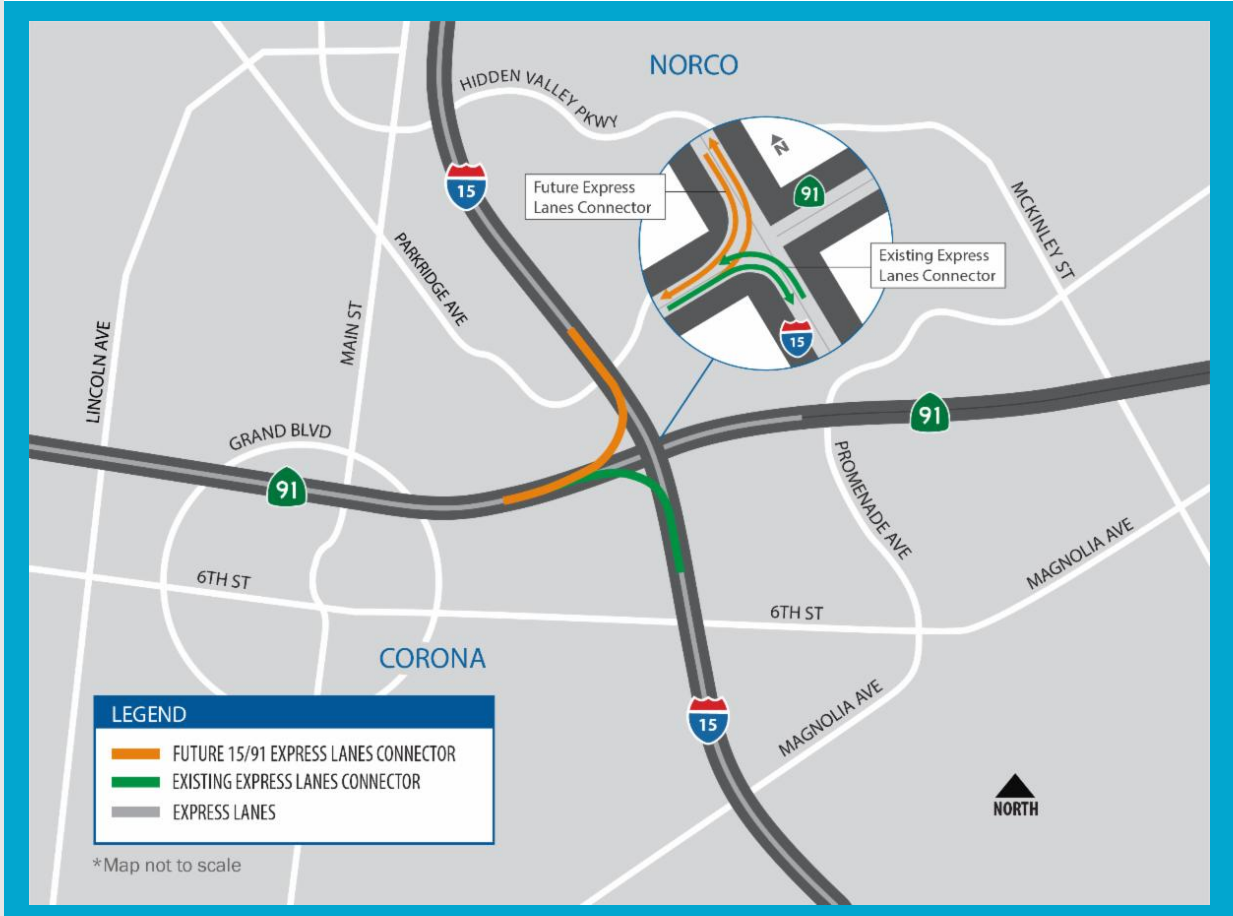 NORCO
HIDDEN VALLEY PKWY
N
15
Future Express
Lanes Connector
91
MCKINLEY ST
PARKRIDGE AVE
Existing Express
Lanes Connector
15
MAIN ST
LINCOLN AVE
GRAND BLVD
91
91
PROMENADE AVE
MAGNOLIA AVE
6TH ST
6TH ST
CORONA
MAGNOLIA AVE
15
LEGEND
FUTURE 15/91 EXPRESS LANES CONNECTOR
EXISTING EXPRESS LANES CONNECTOR
EXPRESS LANES
NORTH
*Map not to scale